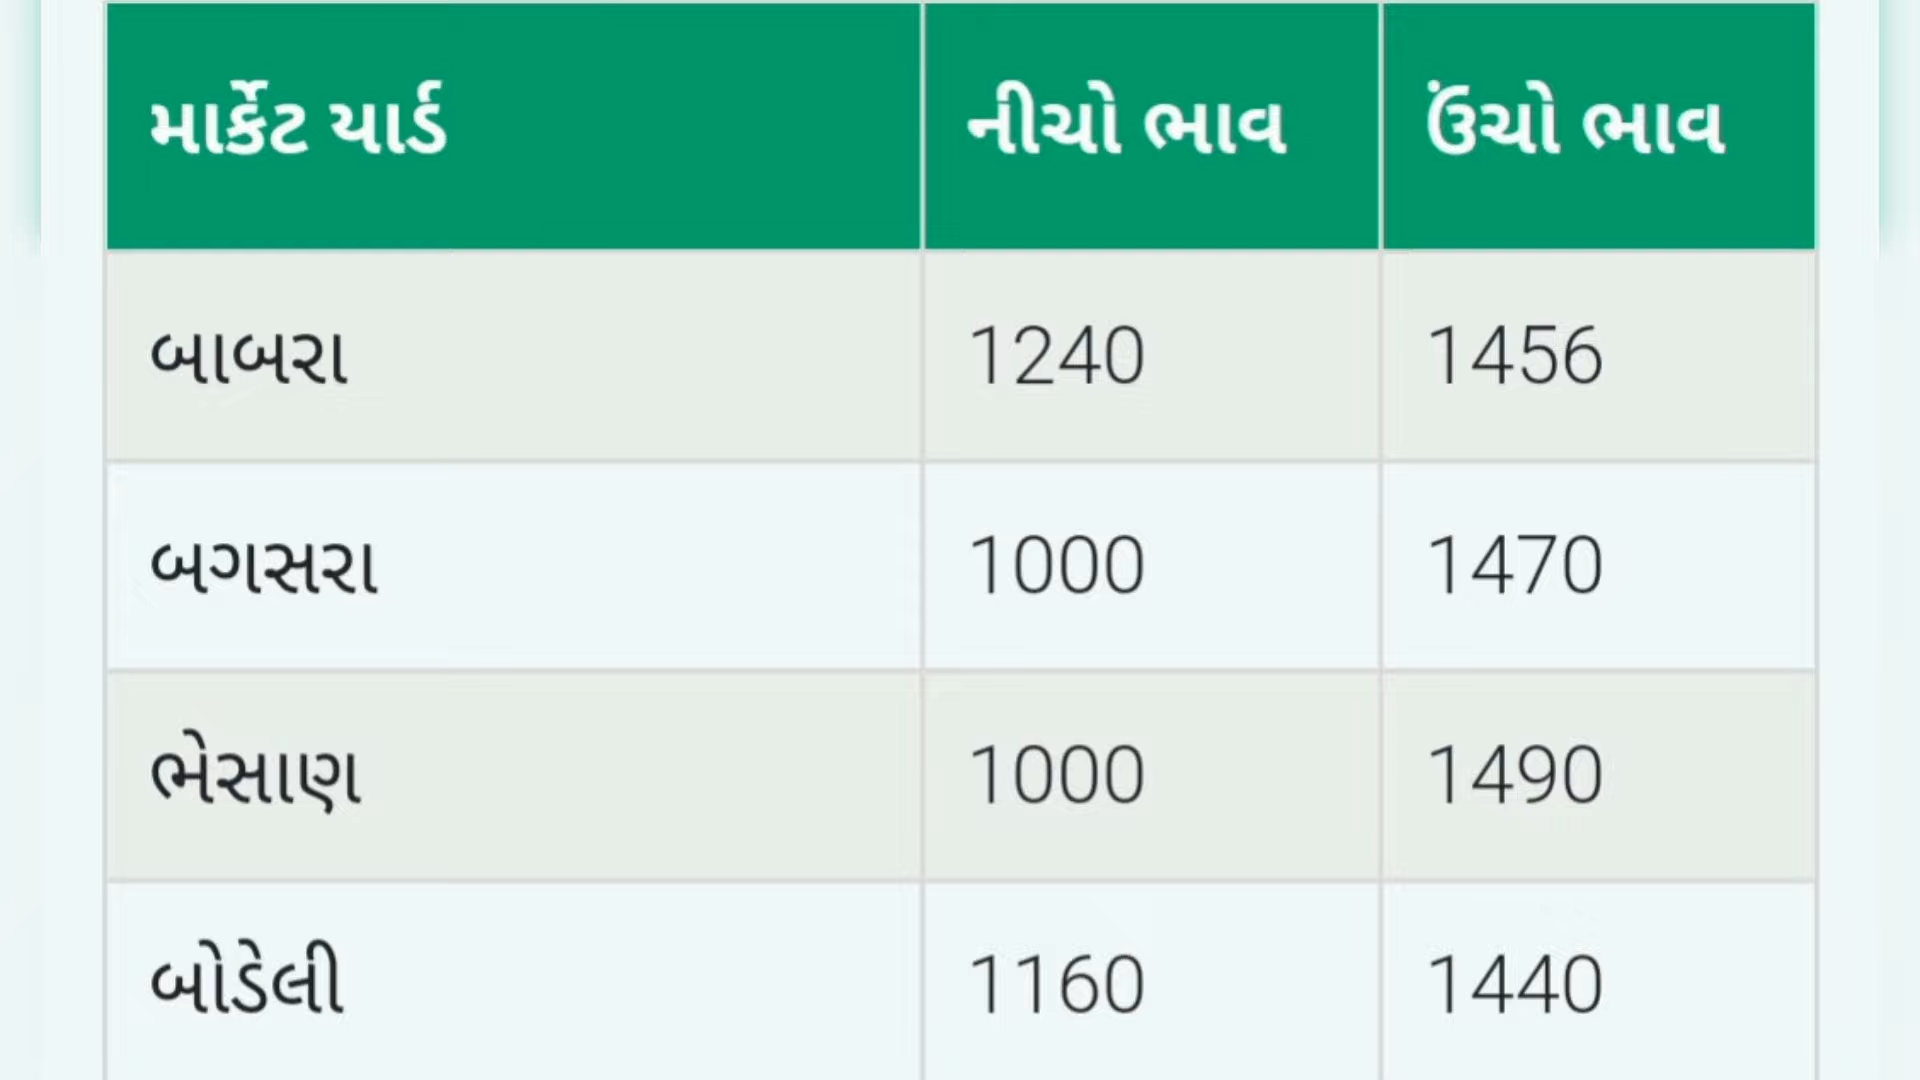 માર્કેટ યાર્ડ નીચો ભાવ ઉંચો ભાવ
બાબરા 1240 1456
બગસરા 1000 1470
ભેસાણ 1000 1490
બોડેલી 1160 1440